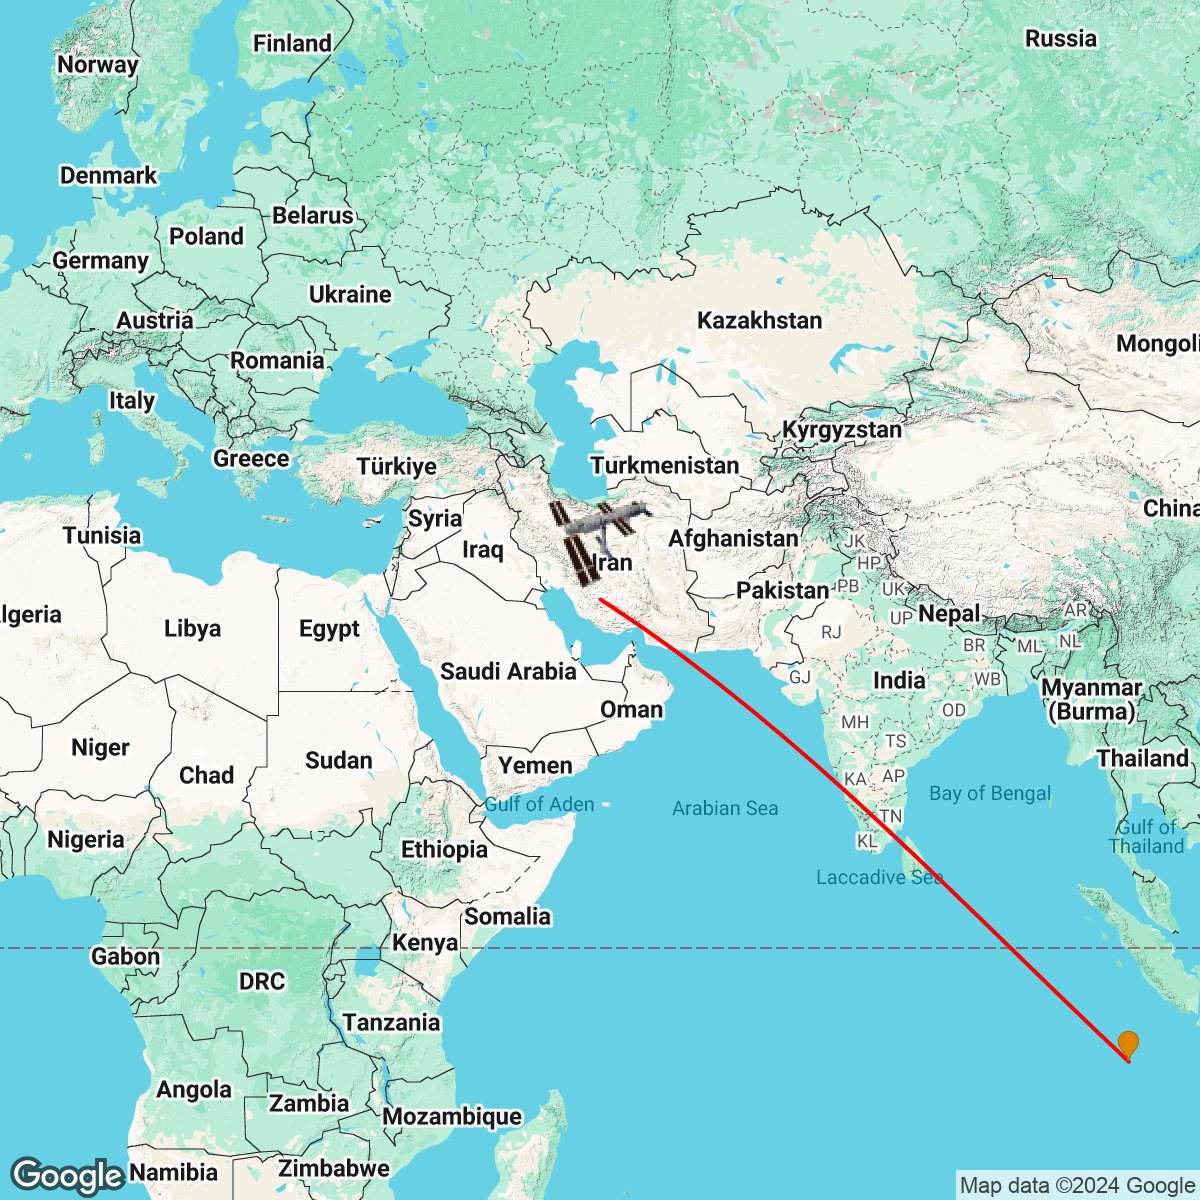 Finland
Russia
Norway
Denmark
Belarus
Poland
Germany
Ukraine
Austria
Kazakhstan
Mongoli
Romania
Italy
Kyrgyzstan
Greece
Türkiye
Turkmenistan
China
Syria
Tunisia
Afghanistan
JK
Iraq
Iran
HP
Pakistan
PB
UK
lgeria
Libya
Egypt
Nepal
AR
UP
RJ
NL
BR
ML
Saudi Arabia
GJ
India
WB
Myanmar
(Burma)
Oman
OD
MH
TS
Niger
Chad
Sudan
Yemen
Thailand
KA
AP
Gulf of Aden
Arabian Sea
Bay of Bengal
TN
Gulf of
Thailand
Nigeria
KL
Ethiopia
Laccadive Sea
Somalia
Kenya
Gabon
DRC
Tanzania
Angola
Zambia
Mozambique
Namibia
Zimbabwe
Google
Map data ©2024 Google